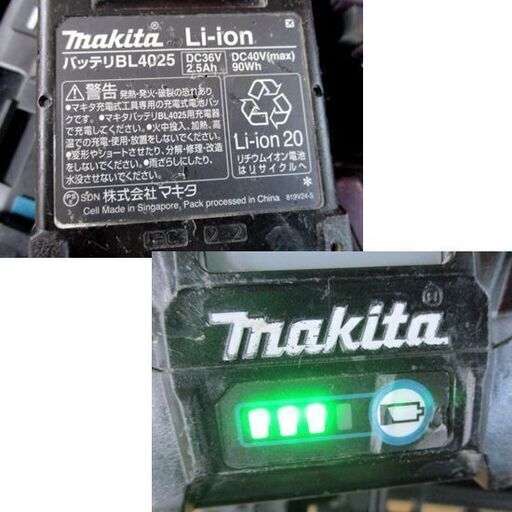 makita® Li-ion
バッテリBL4025 DC36V 2.5Ah DC40V(max) 90Wh
⚠警告 発熱・発火・破裂の恐れあり
●マキタ充電式工具専用の充電式電池パッ
クです。●マキタバッテリBL4025用充電器
で充電してください。●火中投入、加熱、高
温での充電・使用・放置をしないでください。
●変形やショートさせたり、分解・修理・改造
をしないでください。●雨ざらしにしたり、
水没させないでください。
Li-ion 20
リチウムイオン電池
はリサイクルへ
PS E SDN 株式会社マキタ
Cell Made in Singapore, Pack processed in China
819V24-5
makita®